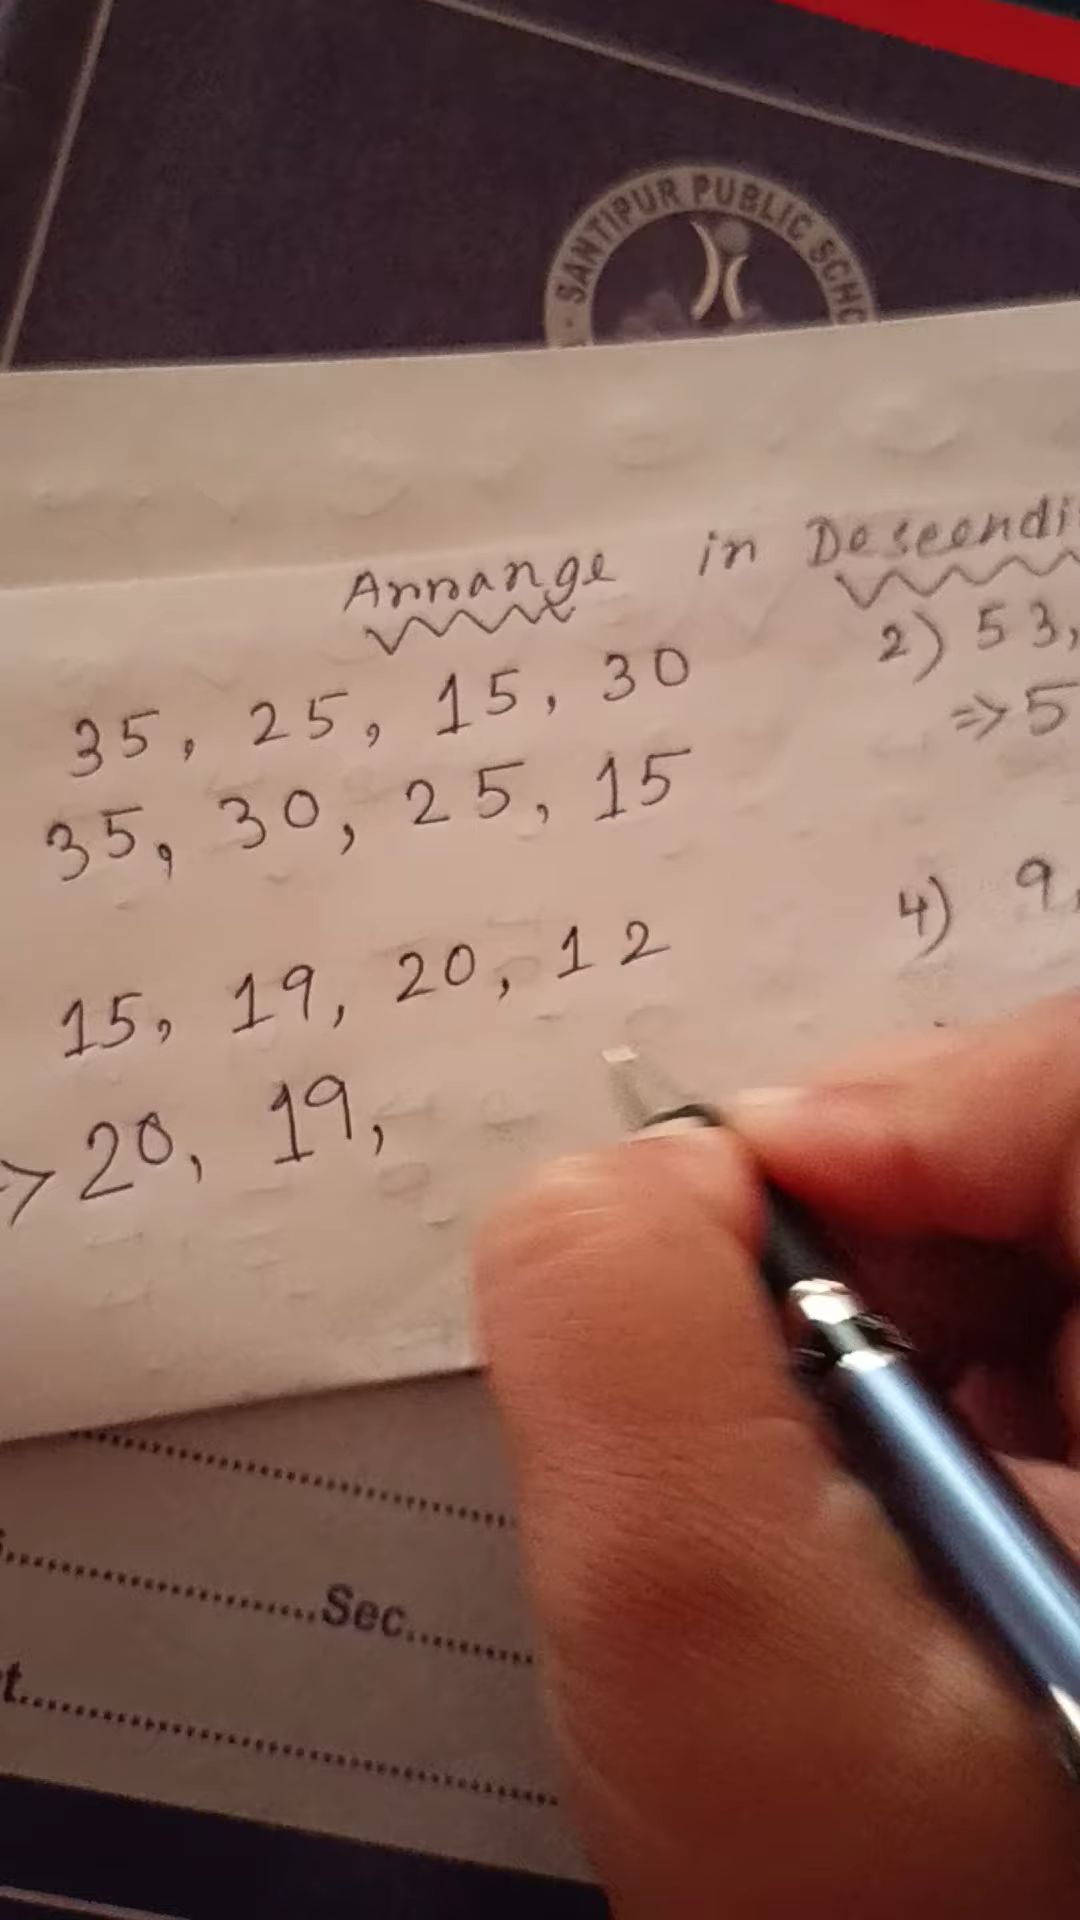 SANTIPUR PUBLIC SCHO
Arrange in Descendi
35, 25, 15, 30
35, 30, 25, 15
2) 53,
⇒ 5
15, 19, 20, 12
⇒ 20, 19,
4) 9,
Sec.
t.